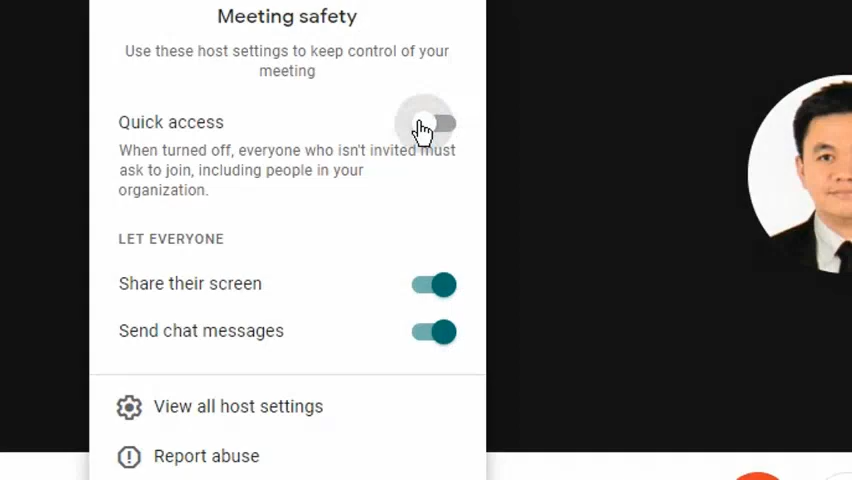 Meeting safety
Use these host settings to keep control of your
meeting
Quick access
When turned off, everyone who isn't invited must
ask to join, including people in your
organization.
LET EVERYONE
Share their screen
Send chat messages
View all host settings
Report abuse